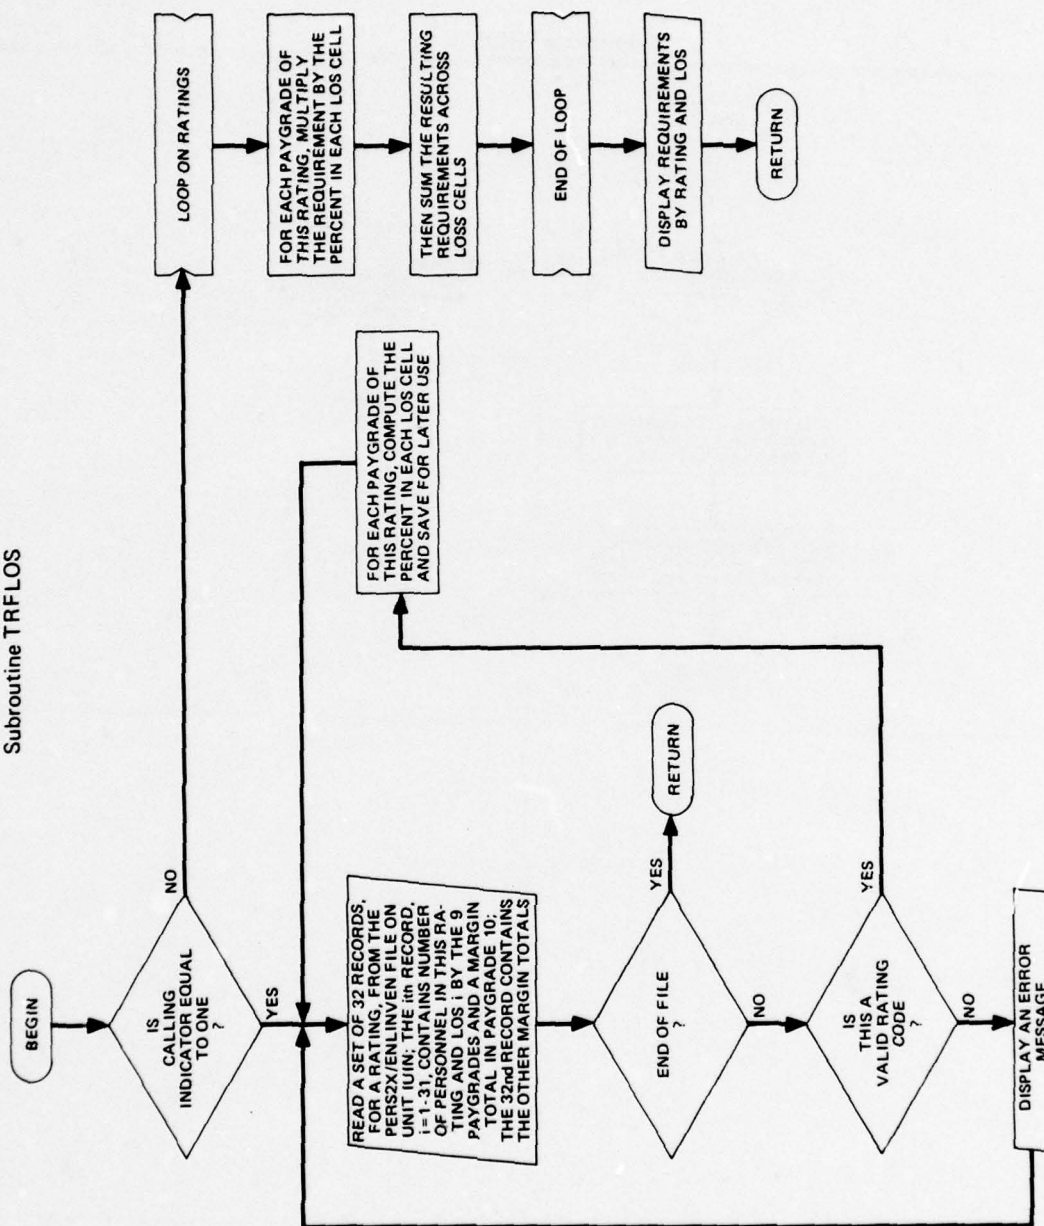 Subroutine TRFLOS
BEGIN
IS
CALLING
INDICATOR EQUAL
TO ONE
?
NO
YES
READ A SET OF 32 RECORDS,
FOR A RATING, FROM THE
PERS2X/ENLINVEN FILE ON
UNIT IUIN; THE ith RECORD,
i=1-31, CONTAINS NUMBER
OF PERSONNEL IN THIS RA-
TING AND LOS i BY THE 9
PAYGRADES AND A MARGIN
TOTAL IN PAYGRADE 10;
THE 32nd RECORD CONTAINS
THE OTHER MARGIN TOTALS
END OF FILE
?
YES
RETURN
NO
IS
THIS A
VALID RATING
CODE
?
YES
NO
DISPLAY AN ERROR
MESSAGE
FOR EACH PAYGRADE OF
THIS RATING, COMPUTE THE
PERCENT IN EACH LOS CELL
AND SAVE FOR LATER USE
LOOP ON RATINGS
FOR EACH PAYGRADE OF
THIS RATING, MULTIPLY
THE REQUIREMENT BY THE
PERCENT IN EACH LOS CELL
THEN SUM THE RESULTING
REQUIREMENTS ACROSS
LOSS CELLS
END OF LOOP
DISPLAY REQUIREMENTS
BY RATING AND LOS
RETURN